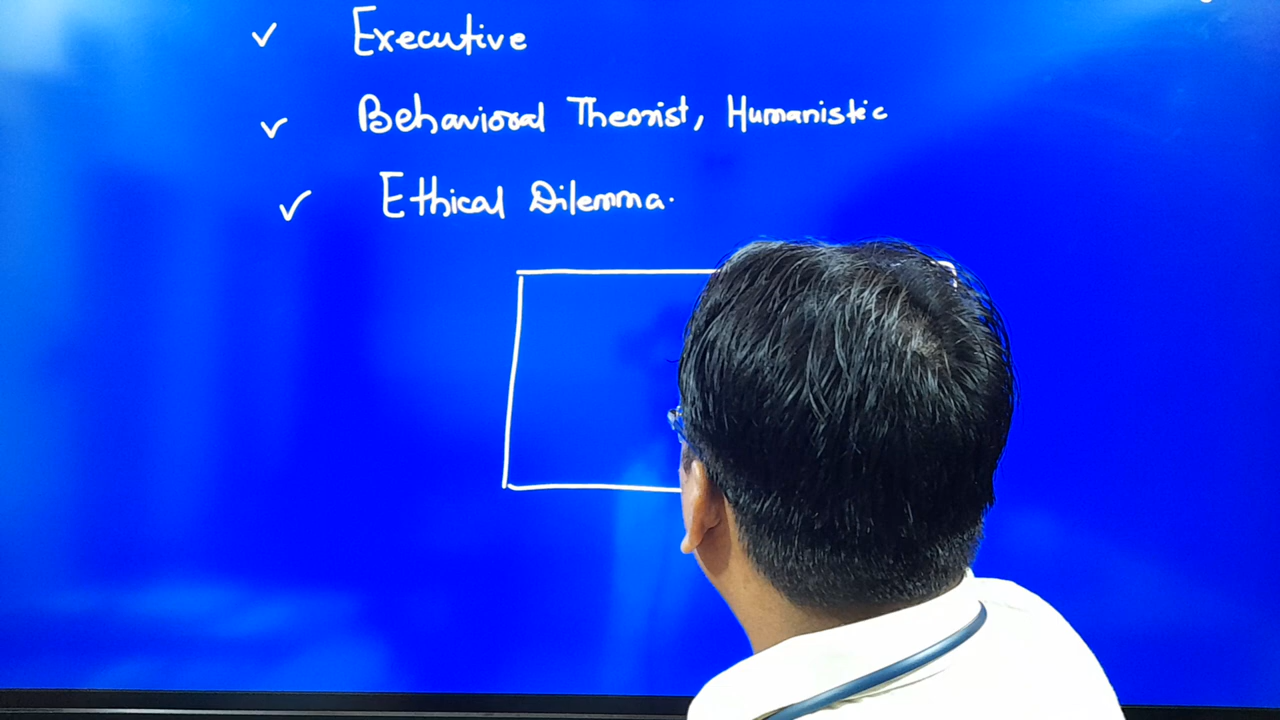 ✓ Executive
✓ Behavioral Theorist, Humanistic
✓ Ethical Dilemma.